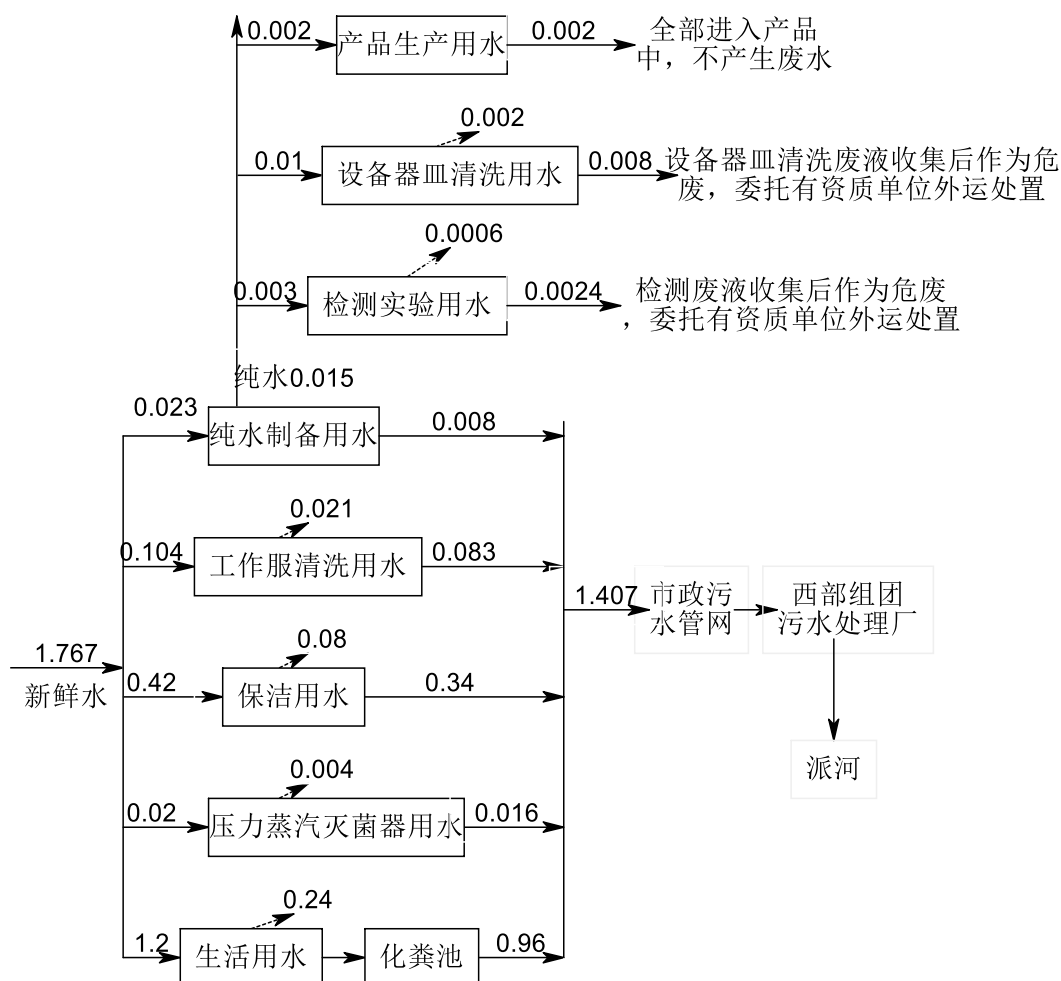 0.002
产品生产用水
0.002
全部进入产品
中，不产生废水
0.002
0.01
设备器皿清洗用水
0.008
设备器皿清洗废液收集后作为危
废，委托有资质单位外运处置
0.0006
0.003
检测实验用水
0.0024
检测废液收集后作为危废
，委托有资质单位外运处置
纯水0.015
0.023
纯水制备用水
0.008
0.021
0.104
工作服清洗用水
0.083
1.407
市政污
水管网
西部组团
污水处理厂
1.767
新鲜水
0.08
0.42
保洁用水
0.34
派河
0.004
0.02
压力蒸汽灭菌器用水
0.016
0.24
1.2
生活用水
化粪池
0.96